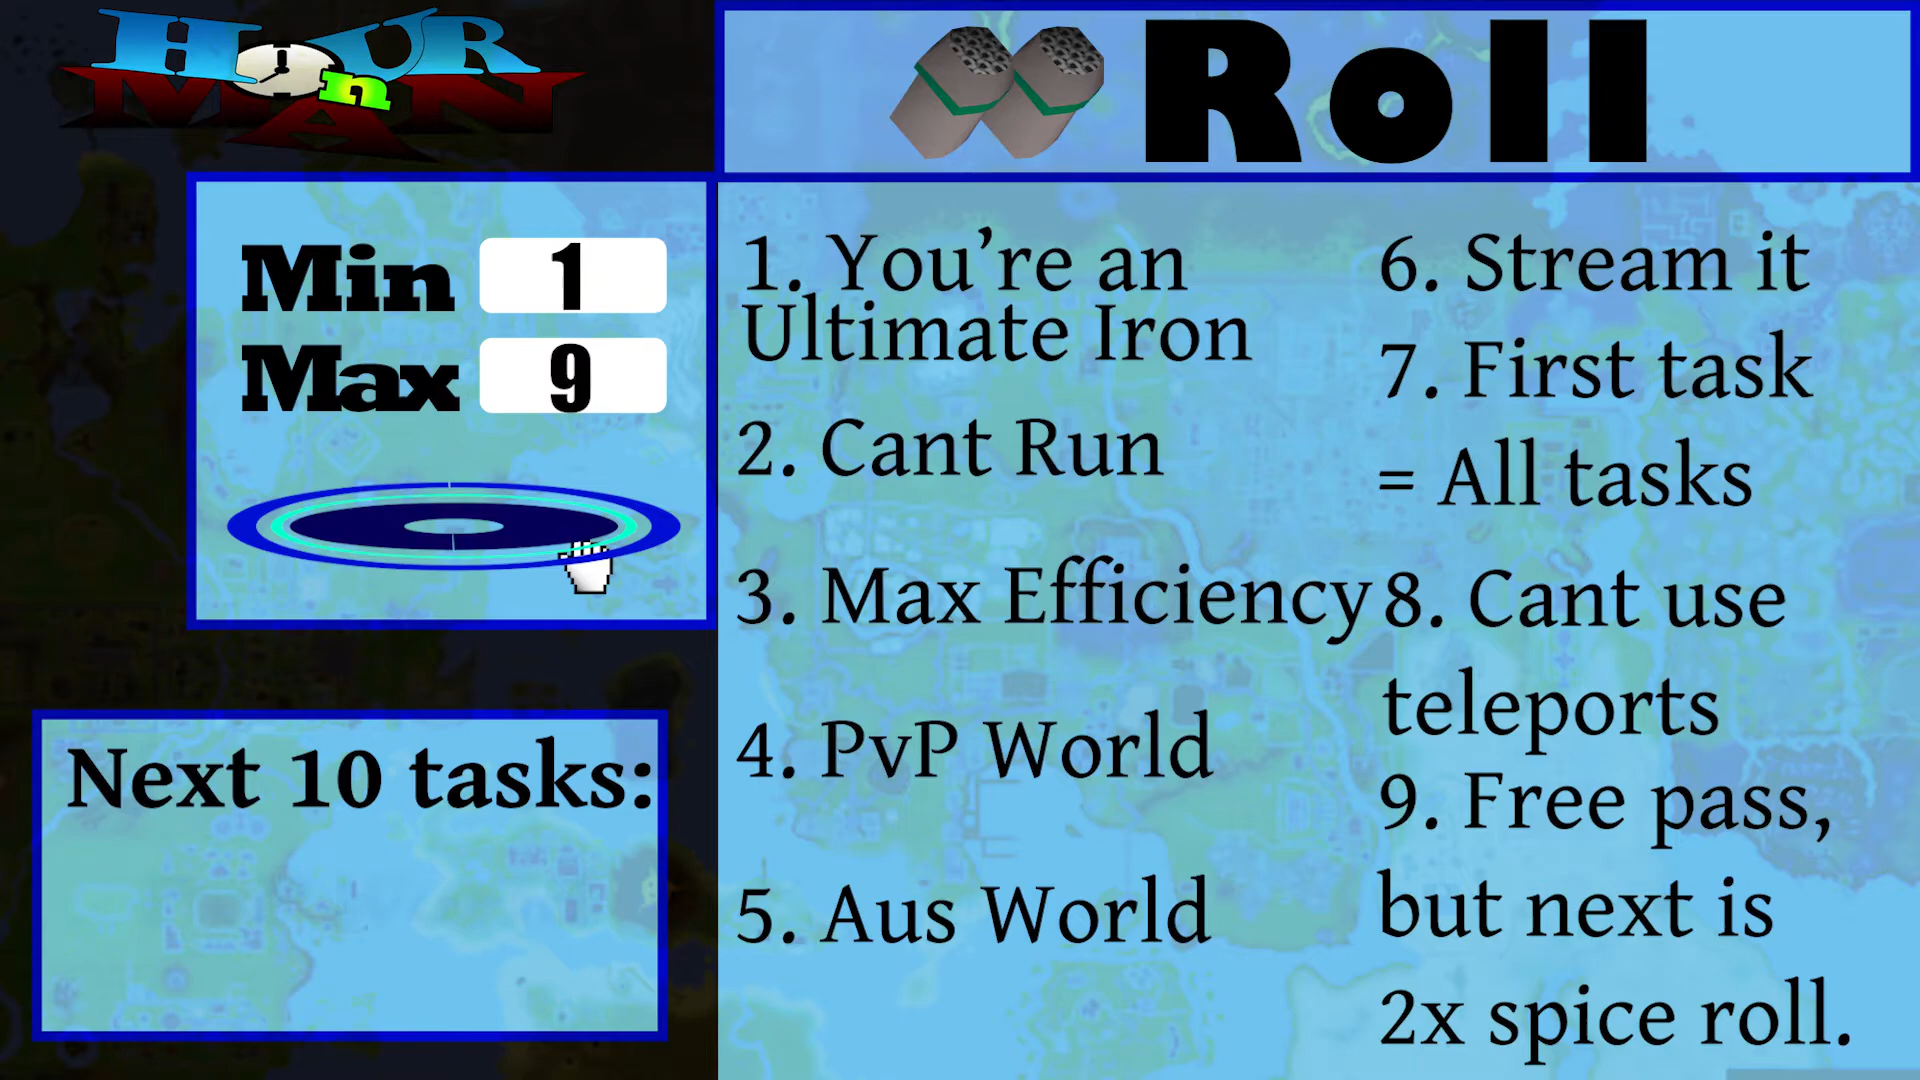 HOUR
MAN
n
Roll
Min 1
Max 9
Next 10 tasks:
1. You’re an
Ultimate Iron
2. Cant Run
3. Max Efficiency
4. PvP World
5. Aus World
6. Stream it
7. First task
= All tasks
8. Cant use
teleports
9. Free pass,
but next is
2x spice roll.